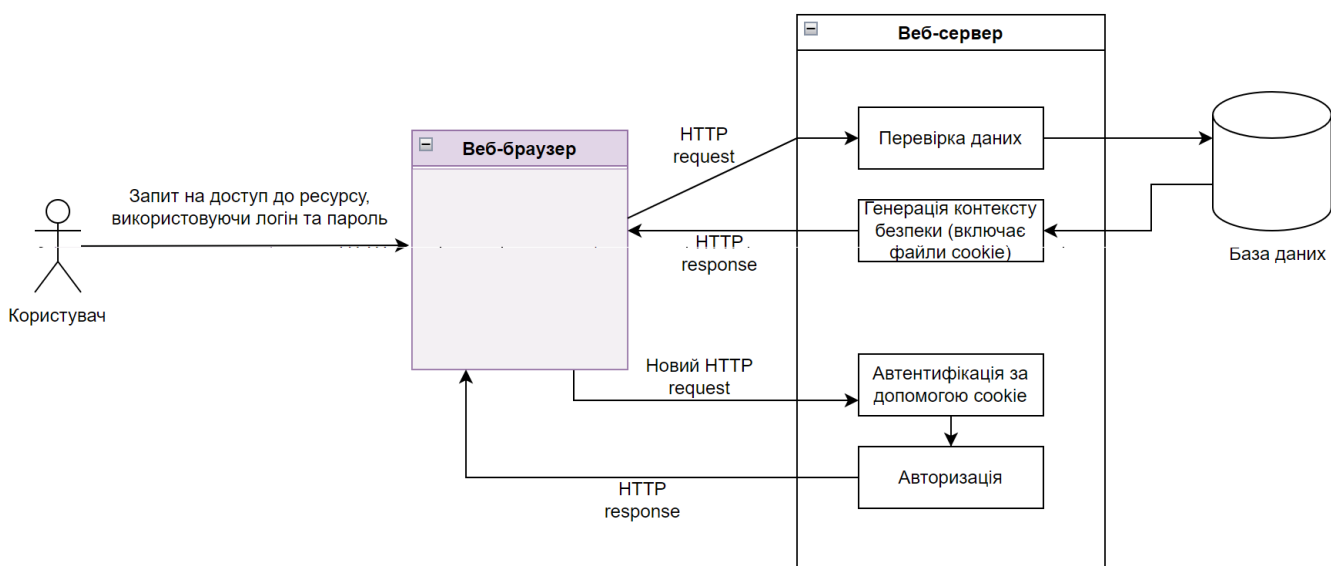 Веб-сервер
HTTP
request
Перевірка даних
Веб-браузер
Запит на доступ до ресурсу,
використовуючи логін та пароль
Генерація контексту
безпеки (включає
файли cookie)
HTTP
response
База даних
Користувач
Новий HTTP
request
Автентифікація за
допомогою cookie
Авторизація
HTTP
response